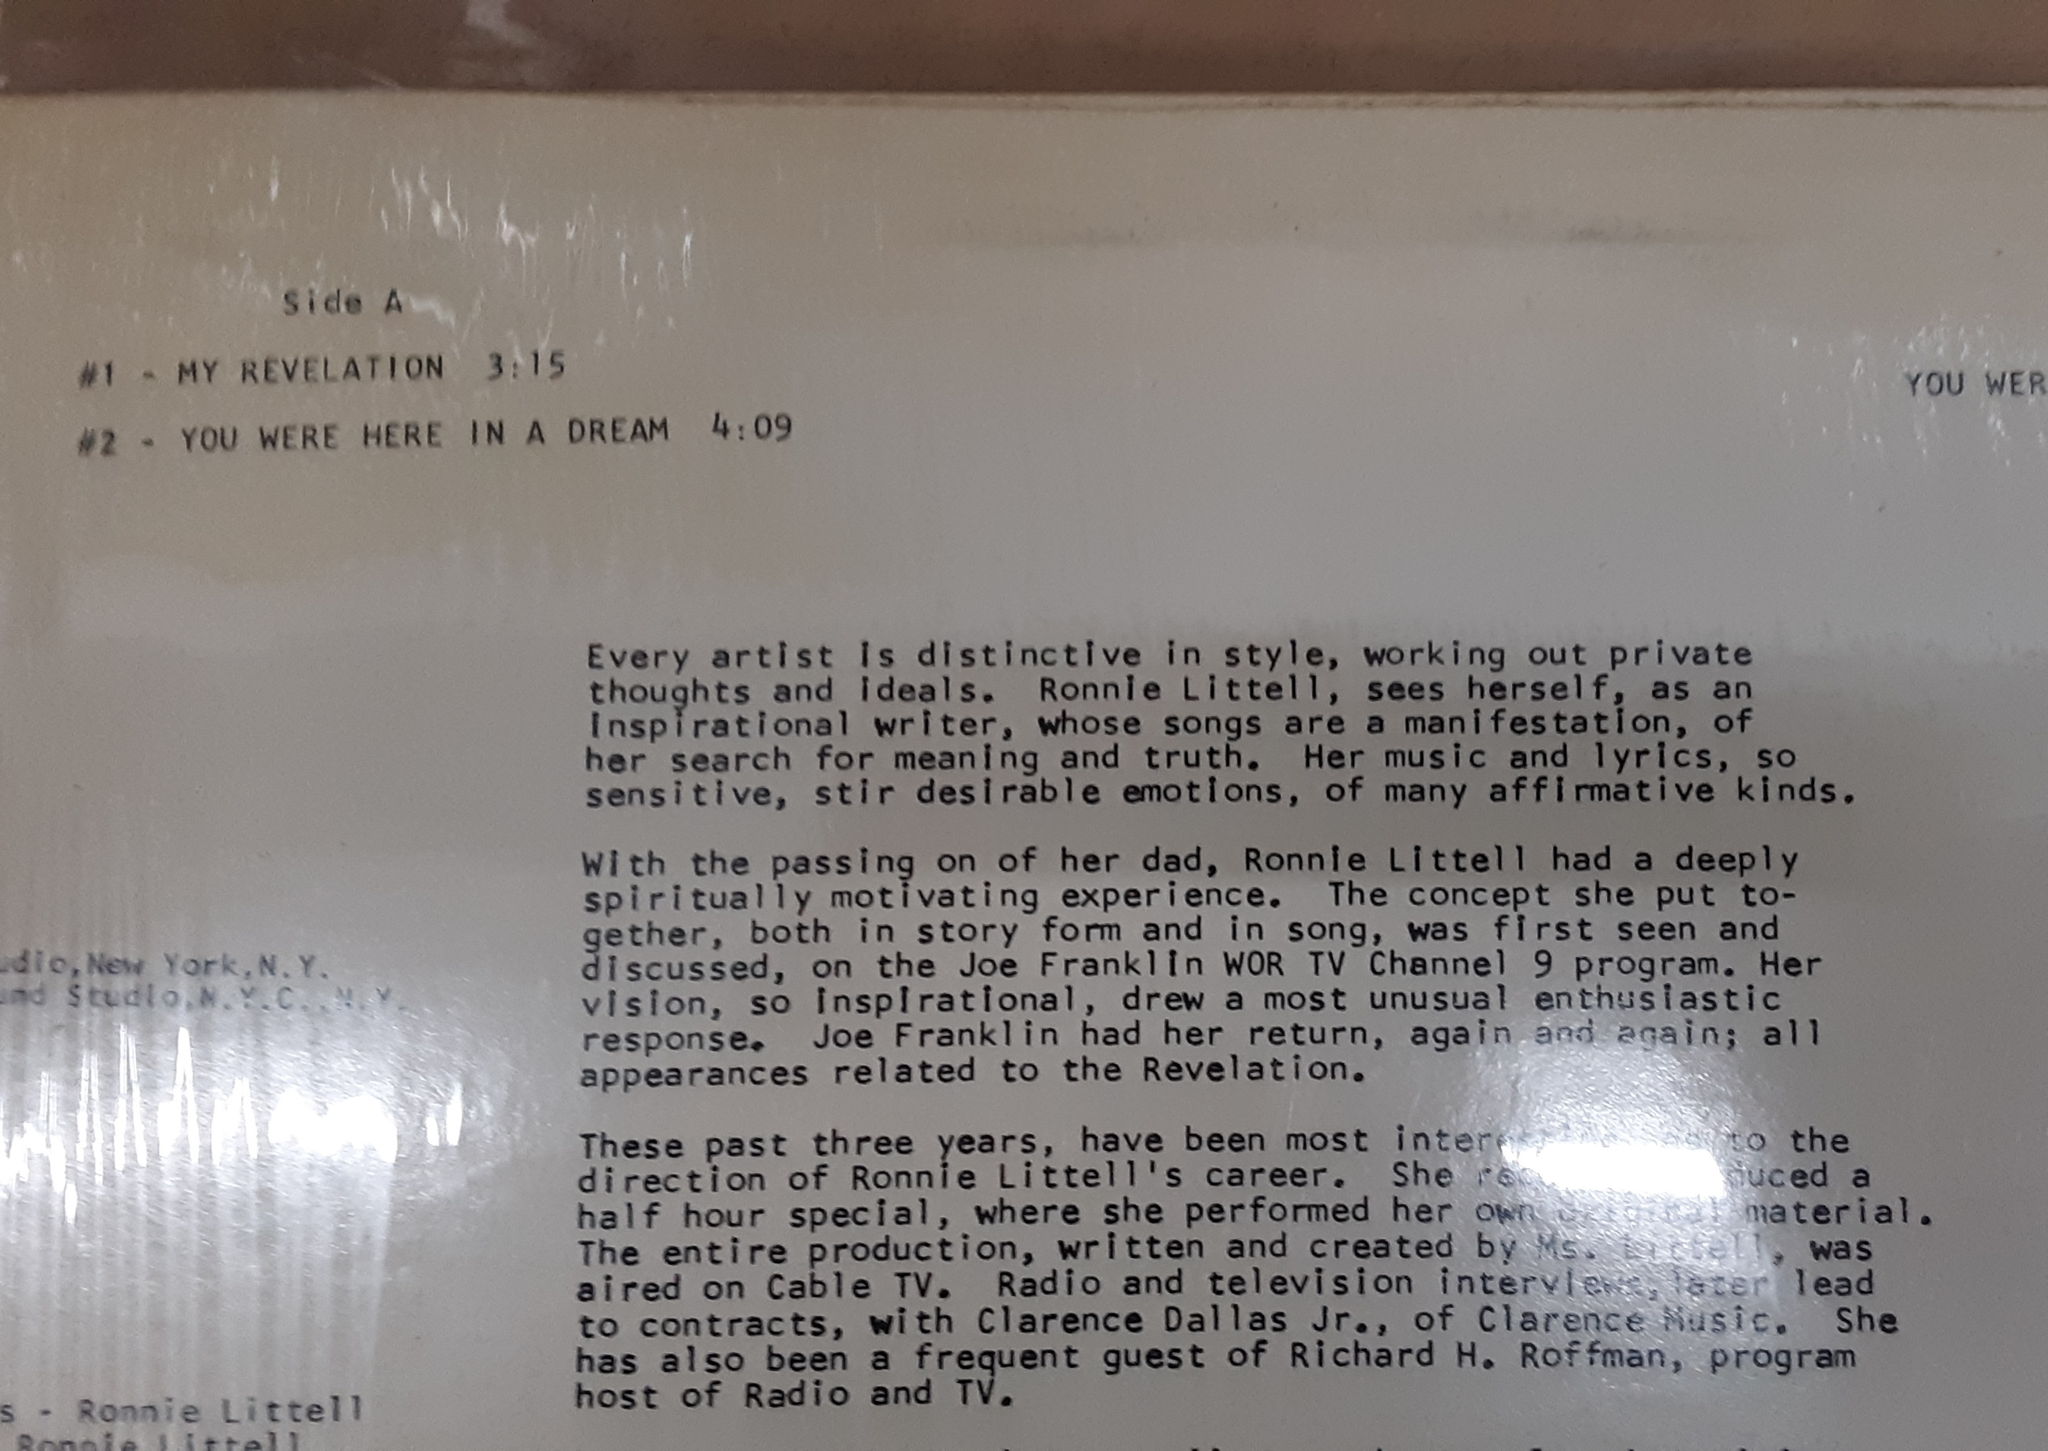 Side A
#1 - MY REVELATION 3:15
#2 - YOU WERE HERE IN A DREAM 4:09
YOU WER
Every artist is distinctive in style, working out private
thoughts and ideals. Ronnie Littell, sees herself, as an
inspirational writer, whose songs are a manifestation, of
her search for meaning and truth. Her music and lyrics, so
sensitive, stir desirable emotions, of many affirmative kinds.
With the passing on of her dad, Ronnie Littell had a deeply
spiritually motivating experience. The concept she put to-
gether, both in story form and in song, was first seen and
discussed, on the Joe Franklin WOR TV Channel 9 program. Her
vision, so inspirational, drew a most unusual enthusiastic
response. Joe Franklin had her return, again and again; all
appearances related to the Revelation.
These past three years, have been most to the
direction of Ronnie Littell's career. She a
half hour special, where she performed her own original material.
The entire production, written and created by Ms. Littell, was
aired on Cable TV. Radio and television interviews, later lead
to contracts, with Clarence Dallas Jr., of Clarence Music. She
has also been a frequent guest of Richard H. Roffman, program
host of Radio and TV.
udio, New York, N.Y.
und Studio, N.Y.C., N.Y.
s - Ronnie Littell
Ronnie Littell